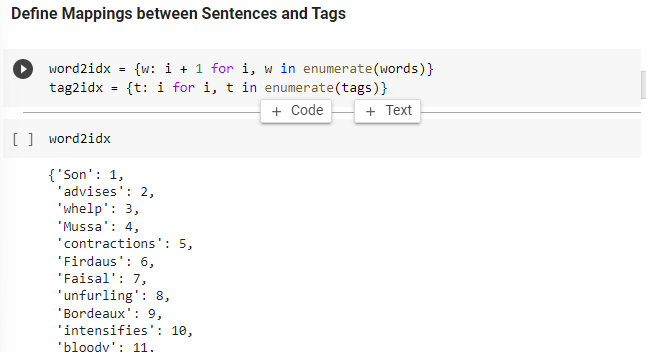 Define Mappings between Sentences and Tags
word2idx = {w: i + 1 for i, w in enumerate(words)}
tag2idx = {t: i for i, t in enumerate(tags)}
+ Code + Text
[ ] word2idx
{'Son': 1,
'advises': 2,
'whelp': 3,
'Mussa': 4,
'contractions': 5,
'Firdaus': 6,
'Faisal': 7,
'unfurling': 8,
'Bordeaux': 9,
'intensifies': 10,
'bloody': 11,